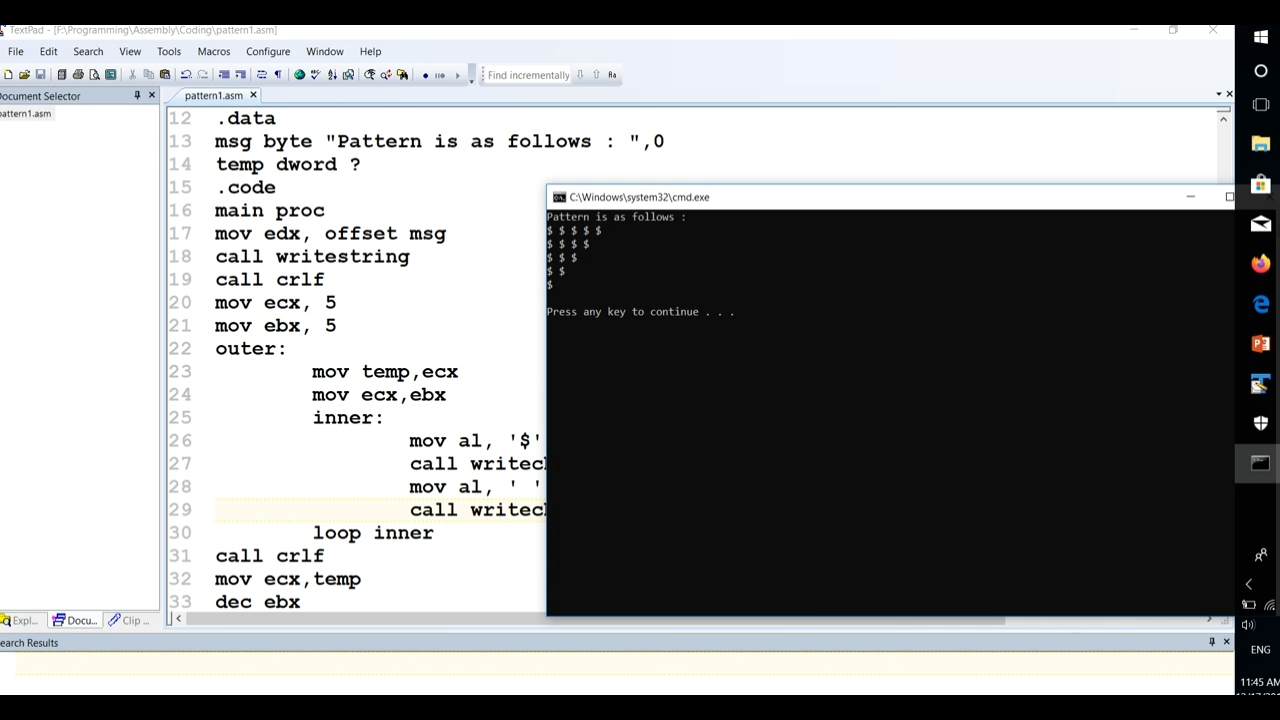 TextPad - [F:\Programming\Assembly\Coding\pattern1.asm]
File Edit Search View Tools Macros Configure Window Help
Find incrementally
Document Selector
pattern1.asm
pattern1.asm
12 .data
13 msg byte "Pattern is as follows : ",0
14 temp dword ?
15 .code
16 main proc
17 mov edx, offset msg
18 call writestring
19 call crlf
20 mov ecx, 5
21 mov ebx, 5
22 outer:
23 mov temp,ecx
24 mov ecx,ebx
25 inner:
26 mov al, '$'
27 call writec
28 mov al, ' '
29 call writec
30 loop inner
31 call crlf
32 mov ecx,temp
33 dec ebx
C:\Windows\system32\cmd.exe
Pattern is as follows :
$ $ $ $ $
$ $ $ $
$ $ $
$ $
$
Press any key to continue . . .
Expl... Docu... Clip ...
earch Results
ENG
11:45 AM